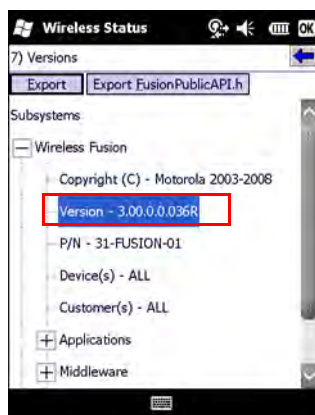 Wireless Status OK
7) Versions
Export Export FusionPublicAPI.h
Subsystems
Wireless Fusion
Copyright (C) - Motorola 2003-2008
Version - 3.00.0.0.036R
P/N - 31-FUSION-01
Device(s) - ALL
Customer(s) - ALL
Applications
Middleware